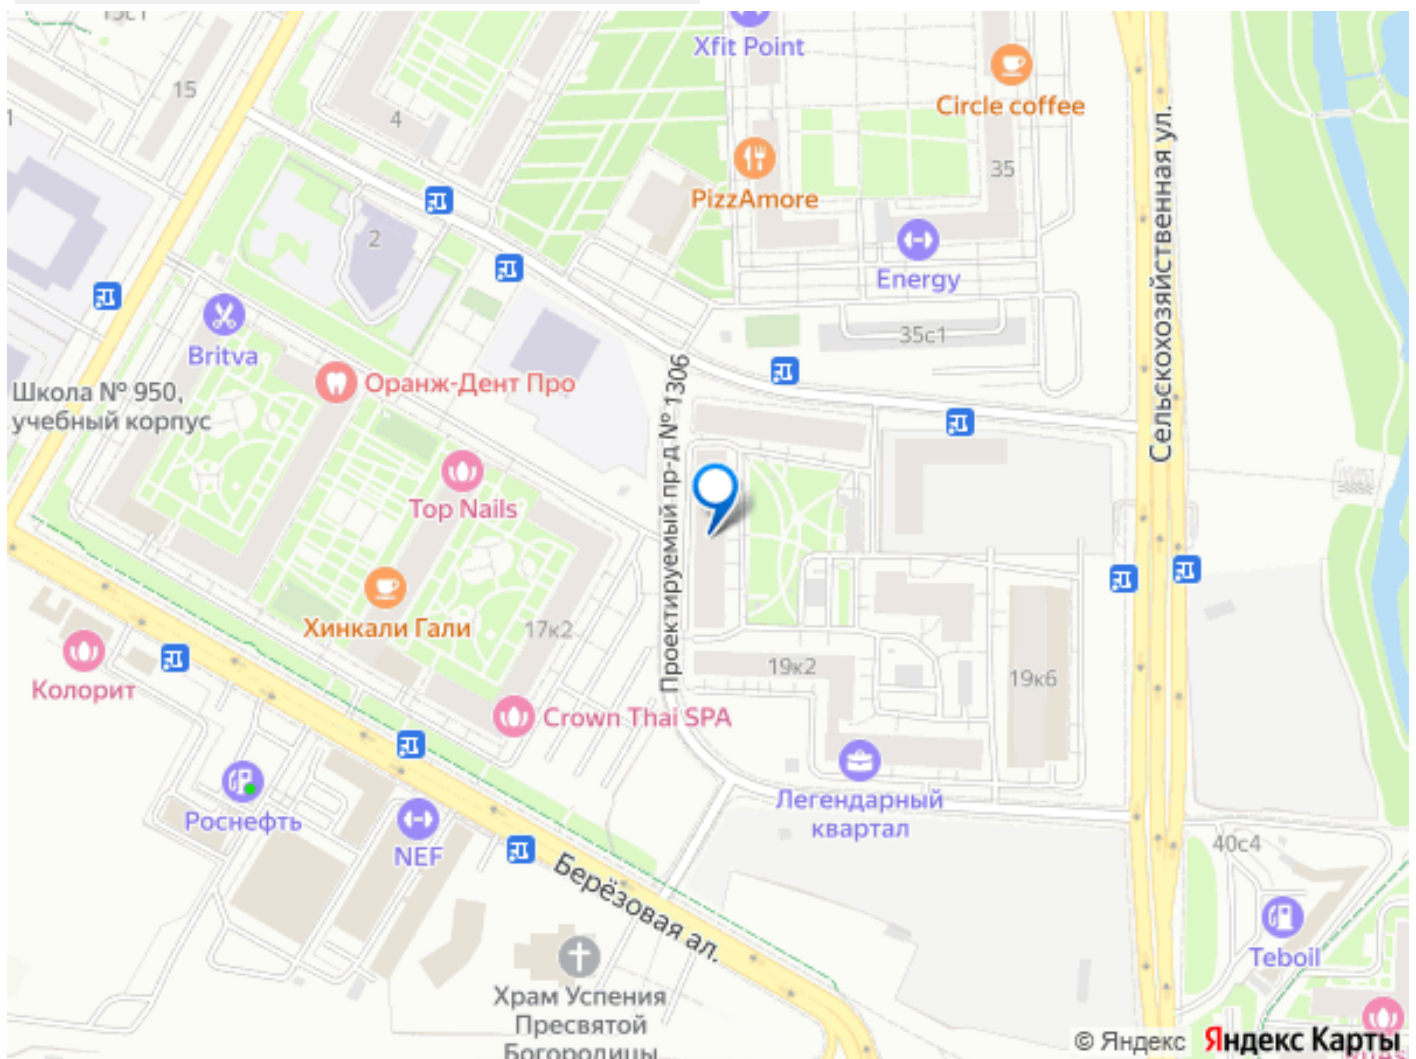 Xfit Point
Circle coffee
15
4
PizzAmore
35
2
Energy
Сельскохозяйственная ул.
35с1
Britva
Оранж-Дент Про
Школа № 950,
учебный корпус
Проектируемый пр-д № 1306
Top Nails
Хинкали Гали
17к2
19к2
19к6
Колорит
Crown Thai SPA
Легендарный
квартал
Роснефть
NEF
40с4
Берёзовая ал.
Teboil
Храм Успения
Пресвятой
Богородицы
© Яндекс Яндекс Карты